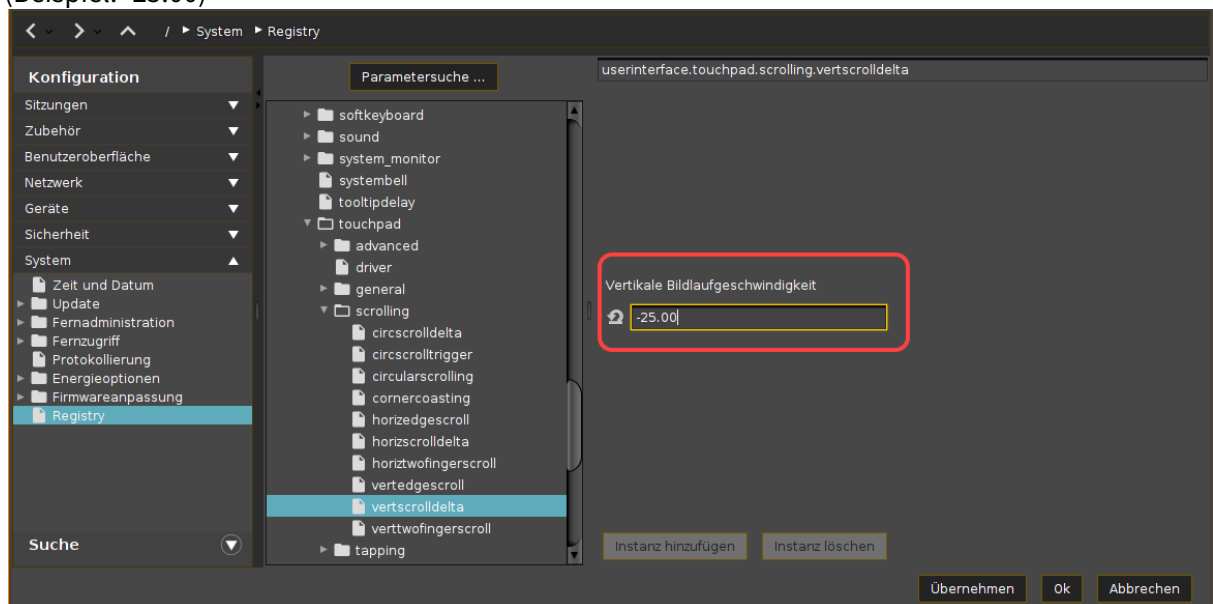 (Beispiel: -25.00)
/ System Registry
Konfiguration
Sitzungen
Zubehör
Benutzeroberfläche
Netzwerk
Geräte
Sicherheit
System
Zeit und Datum
Update
Fernadministration
Fernzugriff
Protokollierung
Energieoptionen
Firmwareanpassung
Registry
Suche
Parametersuche ...
softkeyboard
sound
system_monitor
systembell
tooltipdelay
touchpad
advanced
driver
general
scrolling
circscrolldelta
circscrolltrigger
circularscrolling
cornercoasting
horizedgescroll
horizscrolldelta
horiztwofingerscroll
vertedgescroll
vertscrolldelta
verttwofingerscroll
tapping
userinterface.touchpad.scrolling.vertscrolldelta
Vertikale Bildlaufgeschwindigkeit
-25.00
Instanz hinzufügen Instanz löschen
Übernehmen Ok Abbrechen